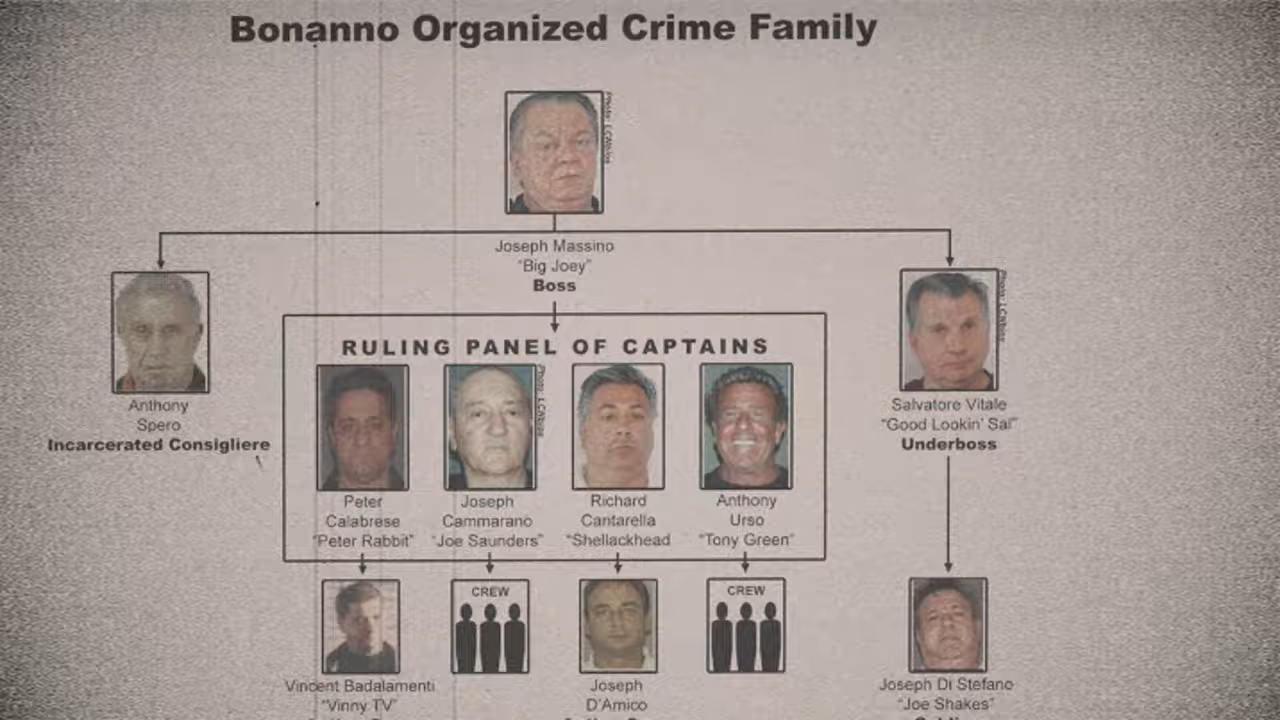 Bonanno Organized Crime Family
Joseph Massino
"Big Joey"
Boss
Anthony
Spero
Incarcerated Consigliere
RULING PANEL OF CAPTAINS
Peter
Calabrese
"Peter Rabbit"
Joseph
Cammarano
"Joe Saunders"
Richard
Cantarella
"Shellackhead
Anthony
Urso
"Tony Green"
Salvatore Vitale
"Good Lookin' Sal"
Underboss
Vincent Badalamenti
"Vinny TV"
CREW
Joseph
D'Amico
CREW
Joseph Di Stefano
"Joe Shakes"